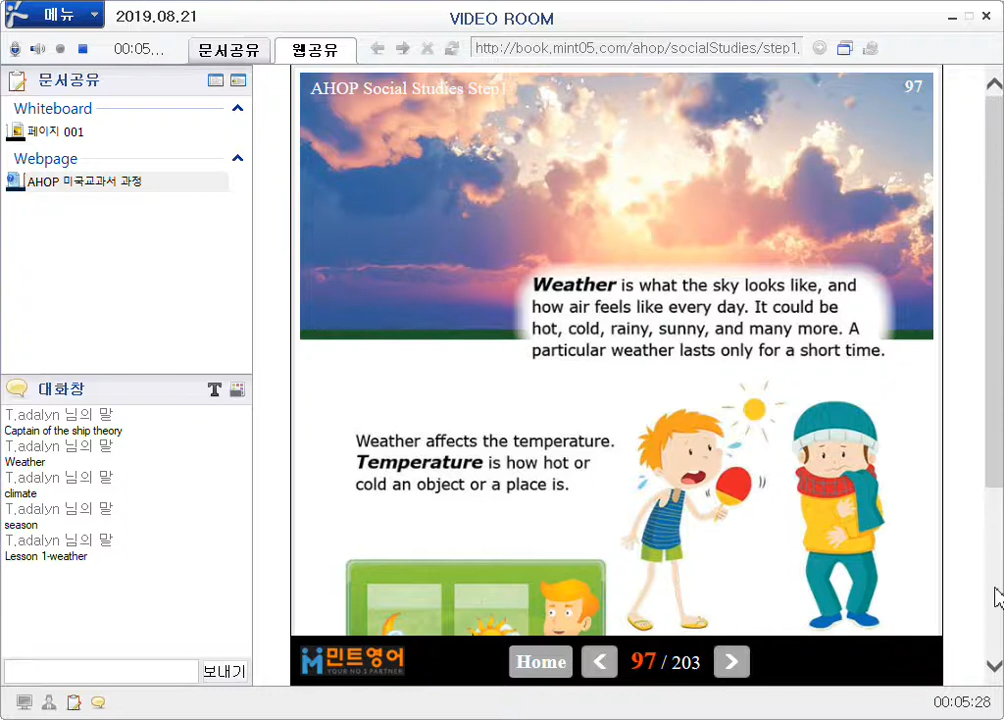 메뉴
2019.08.21
VIDEO ROOM
00:05...
문서공유
웹공유
http://book.mint05.com/ahop/socialStudies/step1,
문서공유
Whiteboard
페이지 001
Webpage
AHOP 미국교과서 과정
대화창
T.adalyn 님의 말
Captain of the ship theory
T.adalyn 님의 말
Weather
T.adalyn 님의 말
climate
T.adalyn 님의 말
season
T.adalyn 님의 말
Lesson 1-weather
보내기
AHOP Social Studies Step1
97
Weather is what the sky looks like, and
how air feels like every day. It could be
hot, cold, rainy, sunny, and many more. A
particular weather lasts only for a short time.
Weather affects the temperature.
Temperature is how hot or
cold an object or a place is.
민트영어
YOUR NO.1 PARTNER
Home
97 / 203
00:05:28